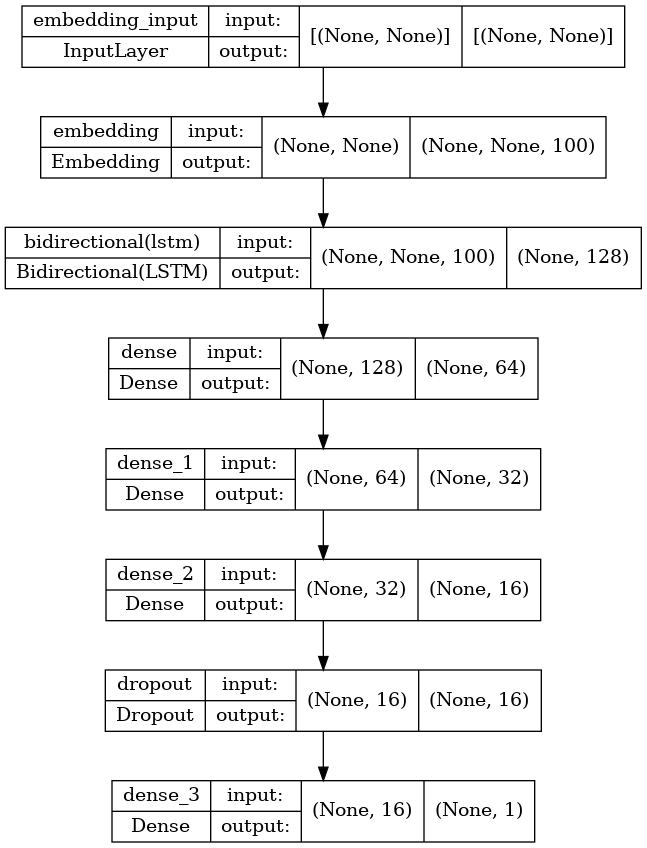 embedding_input input: [(None, None)] [(None, None)]
InputLayer output:
embedding input: (None, None) (None, None, 100)
Embedding output:
bidirectional(lstm) input: (None, None, 100) (None, 128)
Bidirectional(LSTM) output:
dense input: (None, 128) (None, 64)
Dense output:
dense_1 input: (None, 64) (None, 32)
Dense output:
dense_2 input: (None, 32) (None, 16)
Dense output:
dropout input: (None, 16) (None, 16)
Dropout output:
dense_3 input: (None, 16) (None, 1)
Dense output: